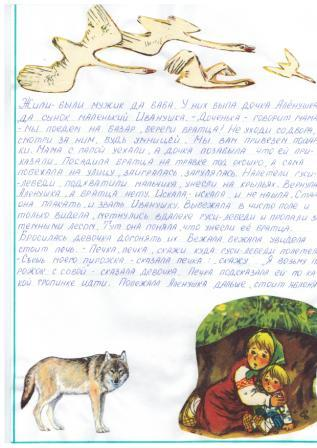 Жили-были мужик да баба. У них была дочка Алёнушка
да сынок маленький Иванушка. - Доченька - говорит мама
- мы поедем на базар, береги братца! Не уходи со двора,
смотри за ним, будь умницей. Мы вам привезём подар
ки. Мама с папой уехали, а дочка позабыла что ей при-
казали. Посадила братца на травке под окошко, а сама
побежала на улицу, заигралась, загулялась. Налетели гуси-
лебеди, подхватили мальчика, унесли на крыльях. Вернулась
Алёнушка, а братца нету. Искала-искала, и не нашла. Стала
она плакать, и звать Иванушку. Выбежала в чисто поле и
только видела, метнулись вдалеке гуси-лебеди и пропали за
тёмным лесом. Тут она поняла, что унесли её братца.
Бросилась девочка догонять их. Бежала бежала увидала
стоит печь. - Печка, печка, скажи куда гуси-лебеди полетели
-Съешь моего пирожка - сказала печка -, скажу. Я возьму пи
рожок с собой - сказала девочка. Печка подсказала ей по ка
кой тропинке идти. Побежала Алёнушка дальше, стоит яблоня